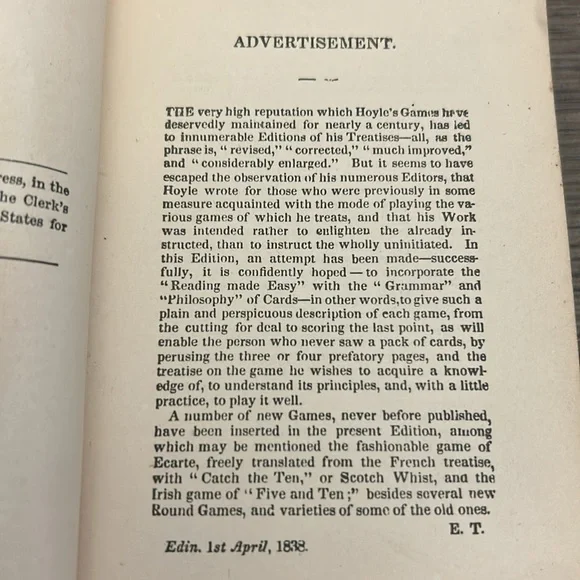 ress, in the
he Clerk's
States for
ADVERTISEMENT.
THE very high reputation which Hoyle's Games have
deservedly maintained for nearly a century, has led
to innumerable Editions of his Treatises—all, as the
phrase is, "revised," "corrected," "much improved,"
and "considerably enlarged." But it seems to have
escaped the observation of his numerous Editors, that
Hoyle wrote for those who were previously in some
measure acquainted with the mode of playing the va-
rious games of which he treats, and that his Work
was intended rather to enlighten the already in-
structed, than to instruct the wholly uninitiated. In
this Edition, an attempt has been made—success-
fully, it is confidently hoped—to incorporate the
"Reading made Easy" with the "Grammar" and
"Philosophy" of Cards—in other words,to give such a
plain and perspicuous description of each game, from
the cutting for deal to scoring the last point, as will
enable the person who never saw a pack of cards, by
perusing the three or four prefatory pages, and the
treatise on the game he wishes to acquire a knowl-
edge of, to understand its principles, and, with a little
practice, to play it well.
A number of new Games, never before published,
have been inserted in the present Edition, among
which may be mentioned the fashionable game of
Ecarte, freely translated from the French treatise,
with "Catch the Ten," or Scotch Whist, and the
Irish game of "Five and Ten;" besides several new
Round Games, and varieties of some of the old ones.
E. T.
Edin. 1st April, 1838.